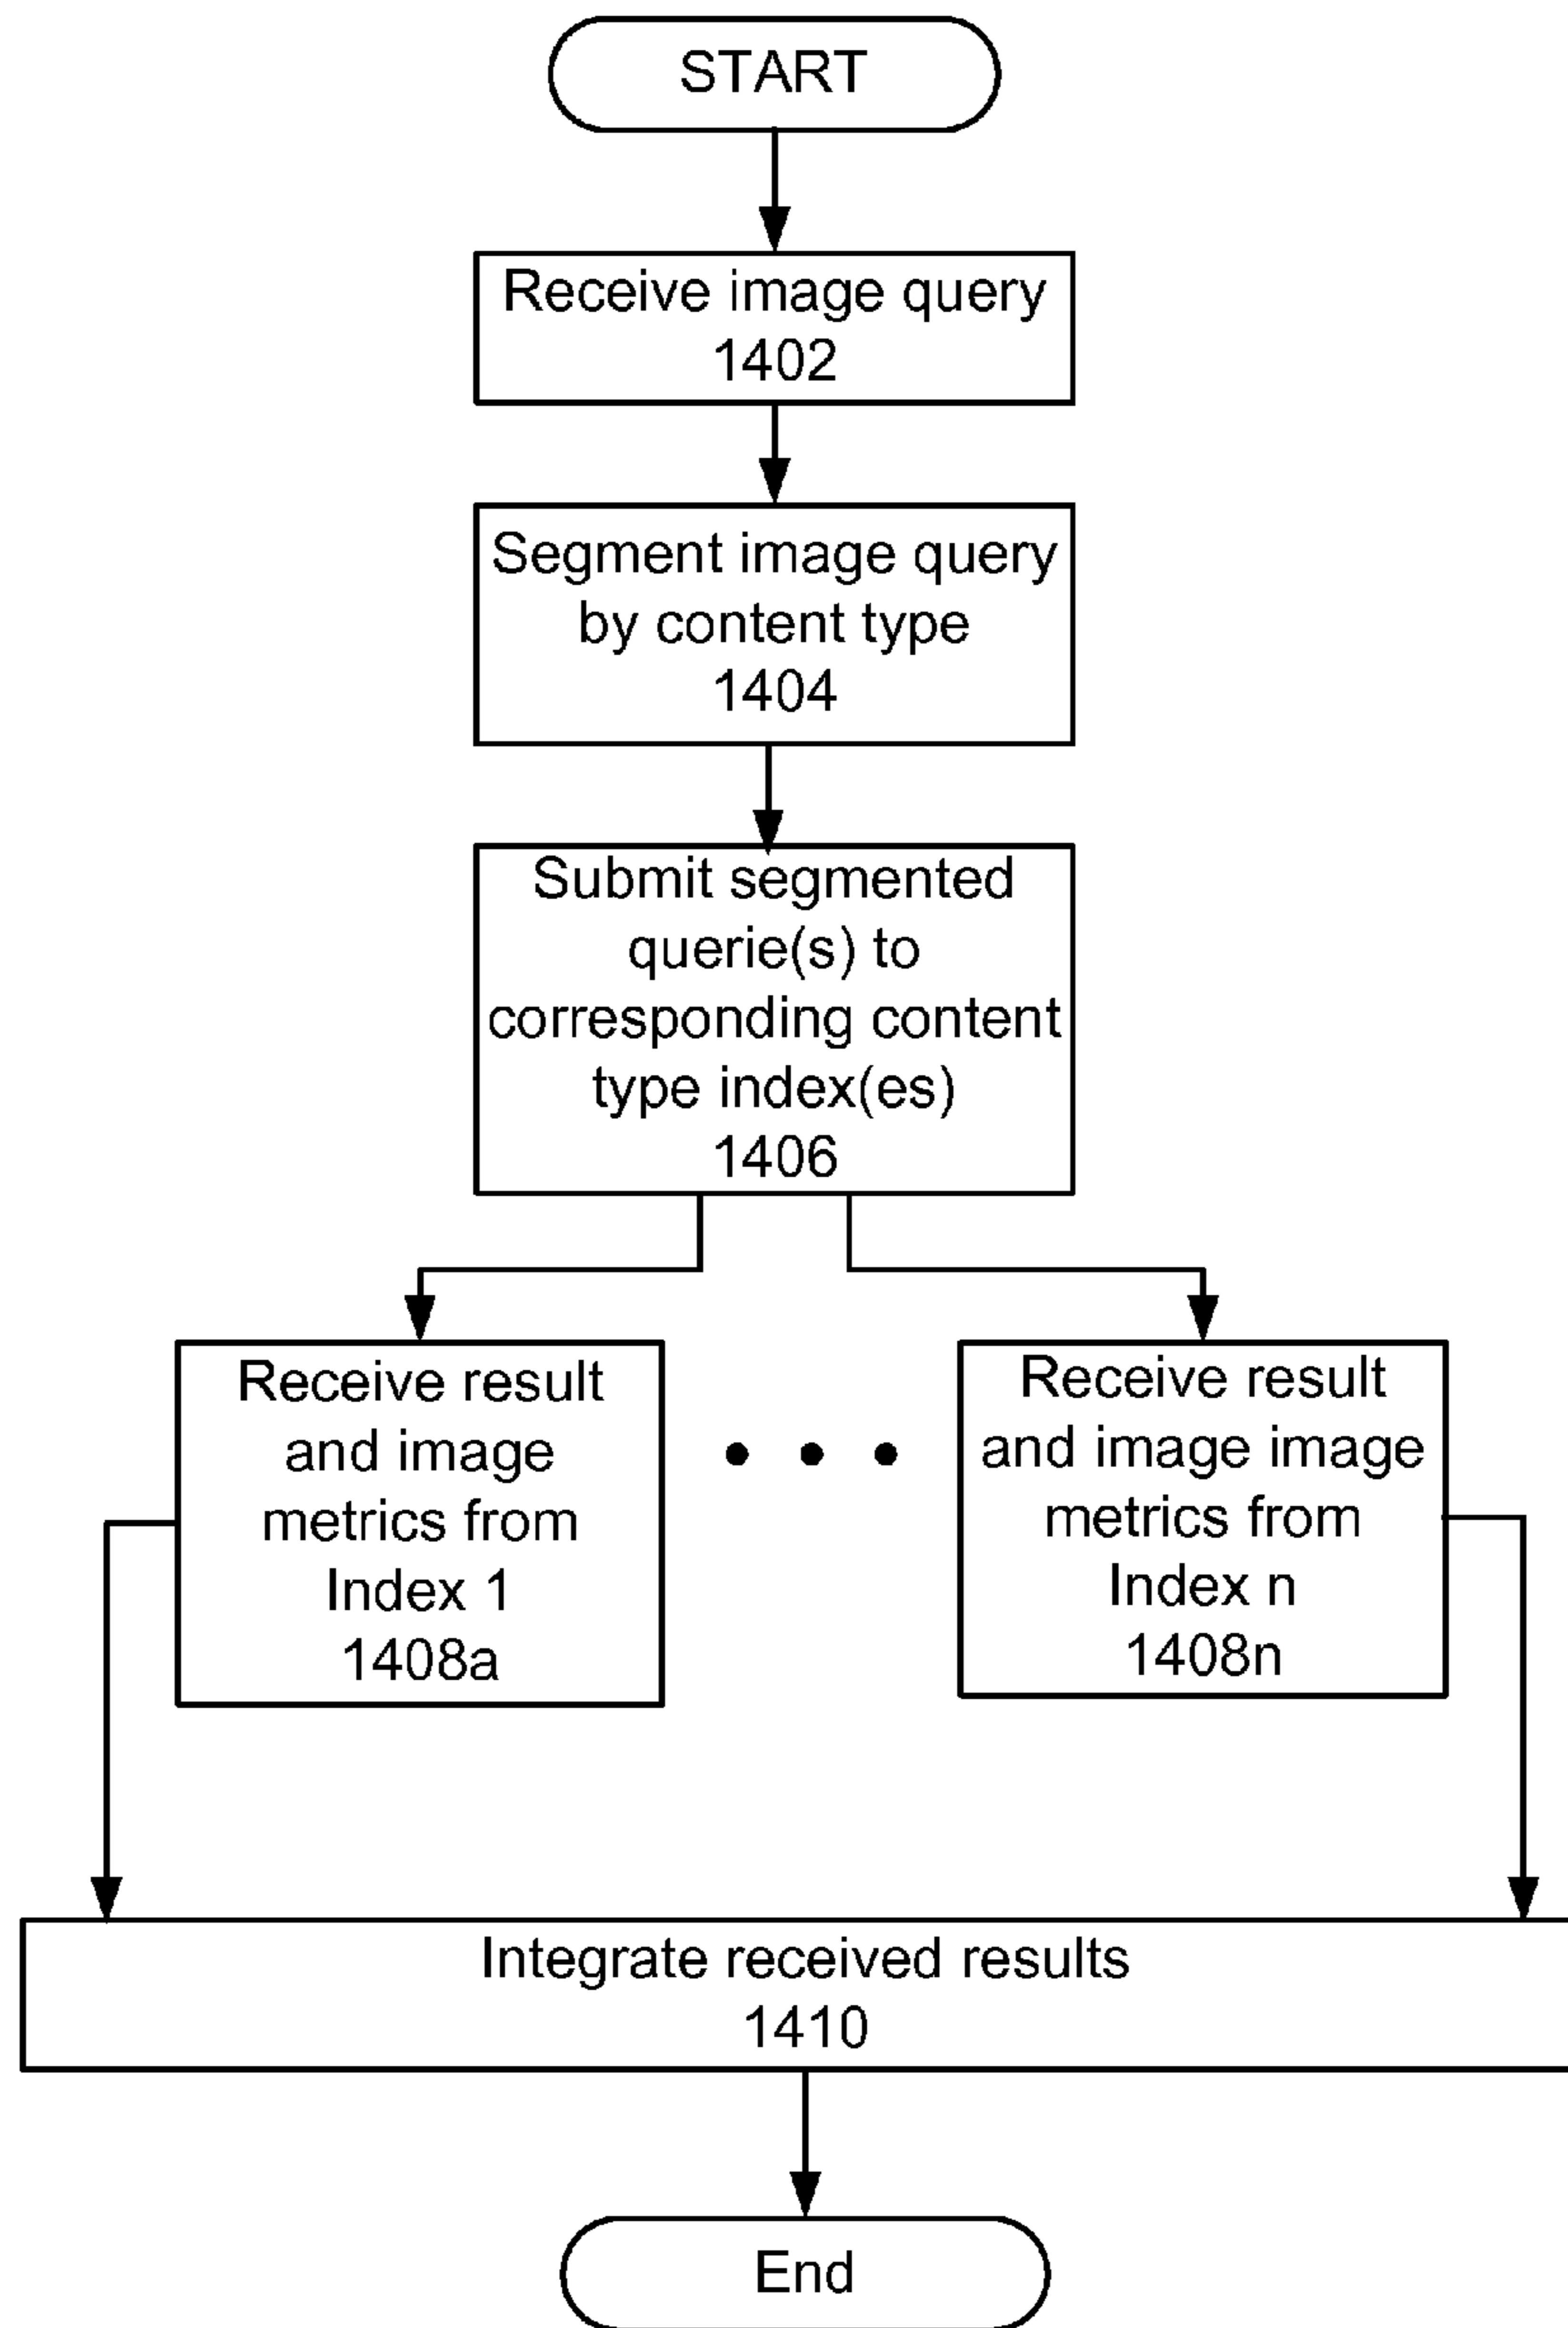 START
Receive image query
1402
Segment image query
by content type
1404
Submit segmented
querie(s) to
corresponding content
type index(es)
1406
Receive result
and image
metrics from
Index 1
1408a
Receive result
and image image
metrics from
Index n
1408n
Integrate received results
1410
End